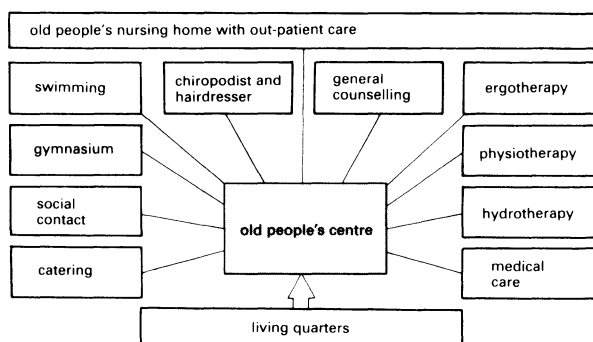 old people's nursing home with out-patient care
swimming
chiropodist and
hairdresser
general
counselling
ergotherapy
gymnasium
physiotherapy
social
contact
old people's centre
hydrotherapy
catering
medical
care
living quarters